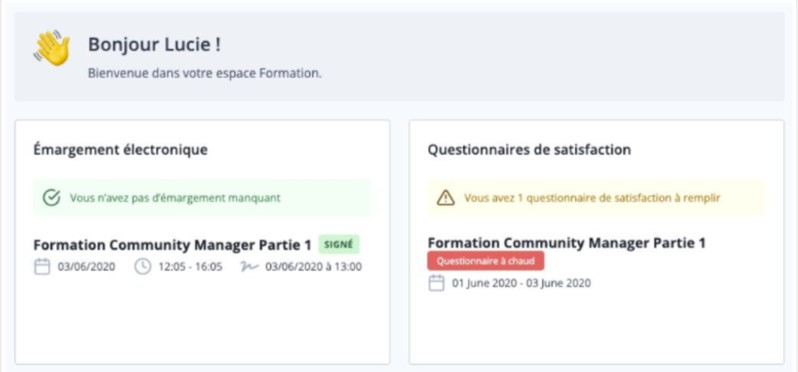 Bonjour Lucie !
Bienvenue dans votre espace Formation.
Émargement électronique
Vous n'avez pas d'émargement manquant
Formation Community Manager Partie 1 SIGNÉ
03/06/2020 12:05 - 16:05 03/06/2020 à 13:00
Questionnaires de satisfaction
Vous avez 1 questionnaire de satisfaction à remplir
Formation Community Manager Partie 1
Questionnaire à chaud
01 June 2020 - 03 June 2020